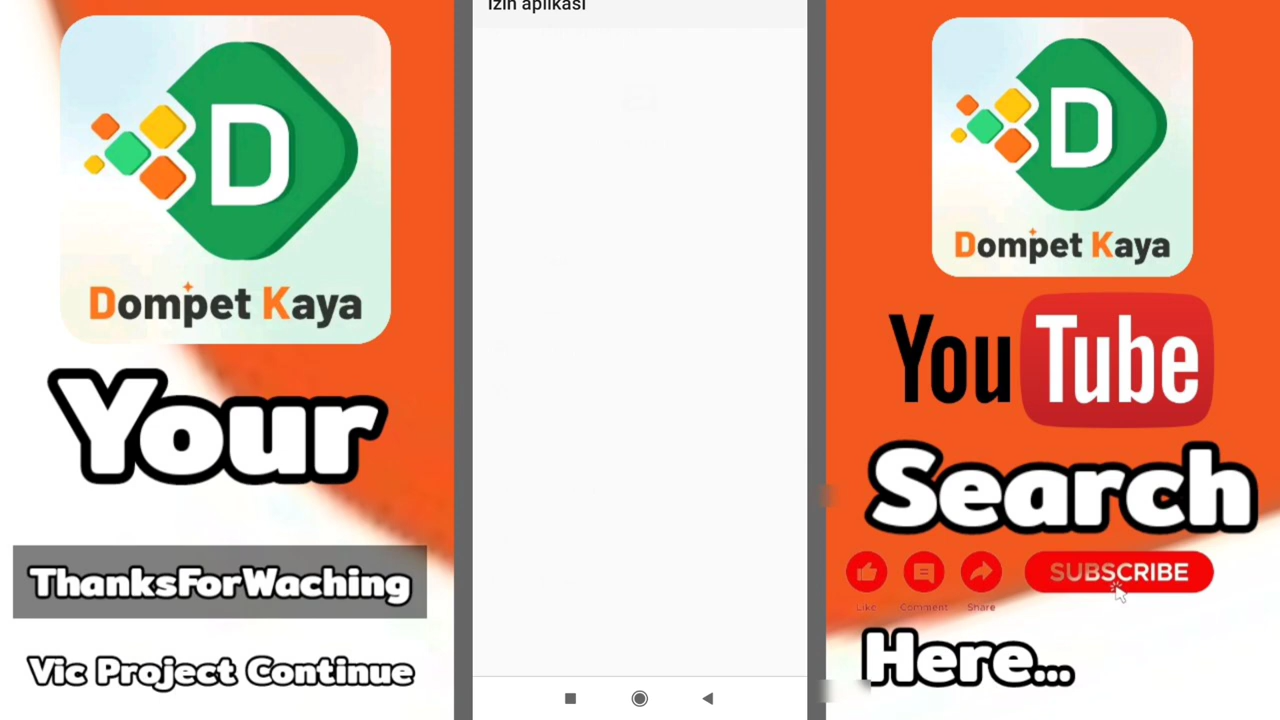 D
Dompet Kaya
Your
ThanksForWaching
Vic Project Continue
Izin aplikasi
D
Dompet Kaya
YouTube
Search
SUBSCRIBE
Like
Comment
Share
Here...